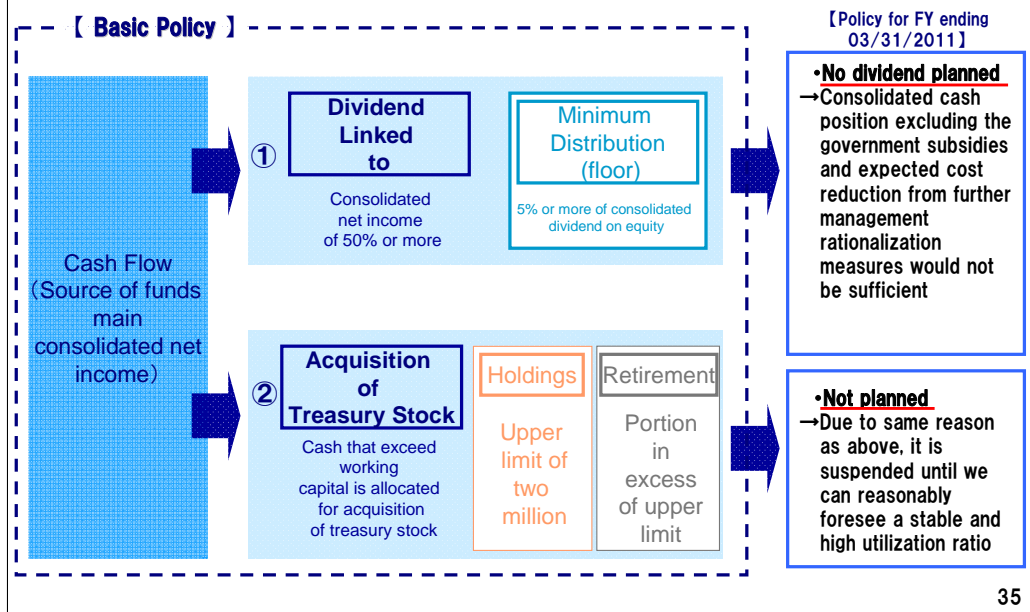 【 Basic Policy 】
【Policy for FY ending
03/31/2011】
Cash Flow
（Source of funds
main
consolidated net
income）
①
Dividend
Linked
to
Consolidated
net income
of 50% or more
Minimum
Distribution
(floor)
5% or more of consolidated
dividend on equity
・No dividend planned
→Consolidated cash
position excluding the
government subsidies
and expected cost
reduction from further
management
rationalization
measures would not
be sufficient
②
Acquisition
of
Treasury Stock
Cash that exceed
working
capital is allocated
for acquisition
of treasury stock
Holdings
Upper
limit of
two
million
Retirement
Portion
in
excess
of upper
limit
・Not planned
→Due to same reason
as above, it is
suspended until we
can reasonably
foresee a stable and
high utilization ratio
35